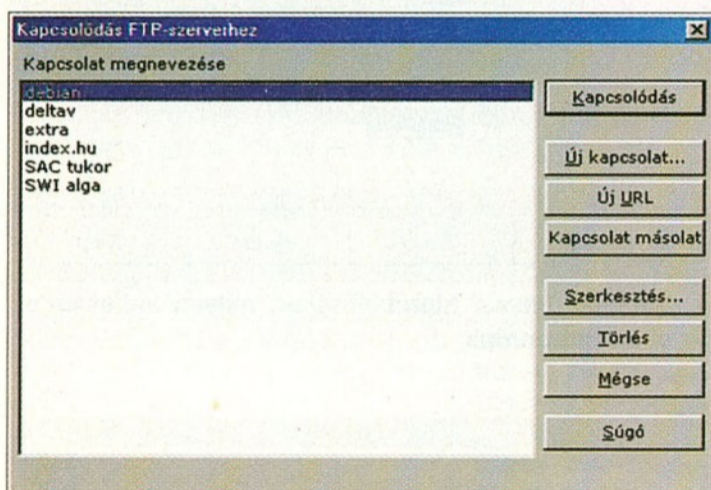 Kapcsolódás FTP-szerverhez
Kapcsolat megnevezése
debian
deltav
extra
index.hu
SAC tukor
SWI alga
Kapcsolódás
Új kapcsolat...
Új URL
Kapcsolat másolat
Szerkesztés...
Törlés
Mégse
Súgó